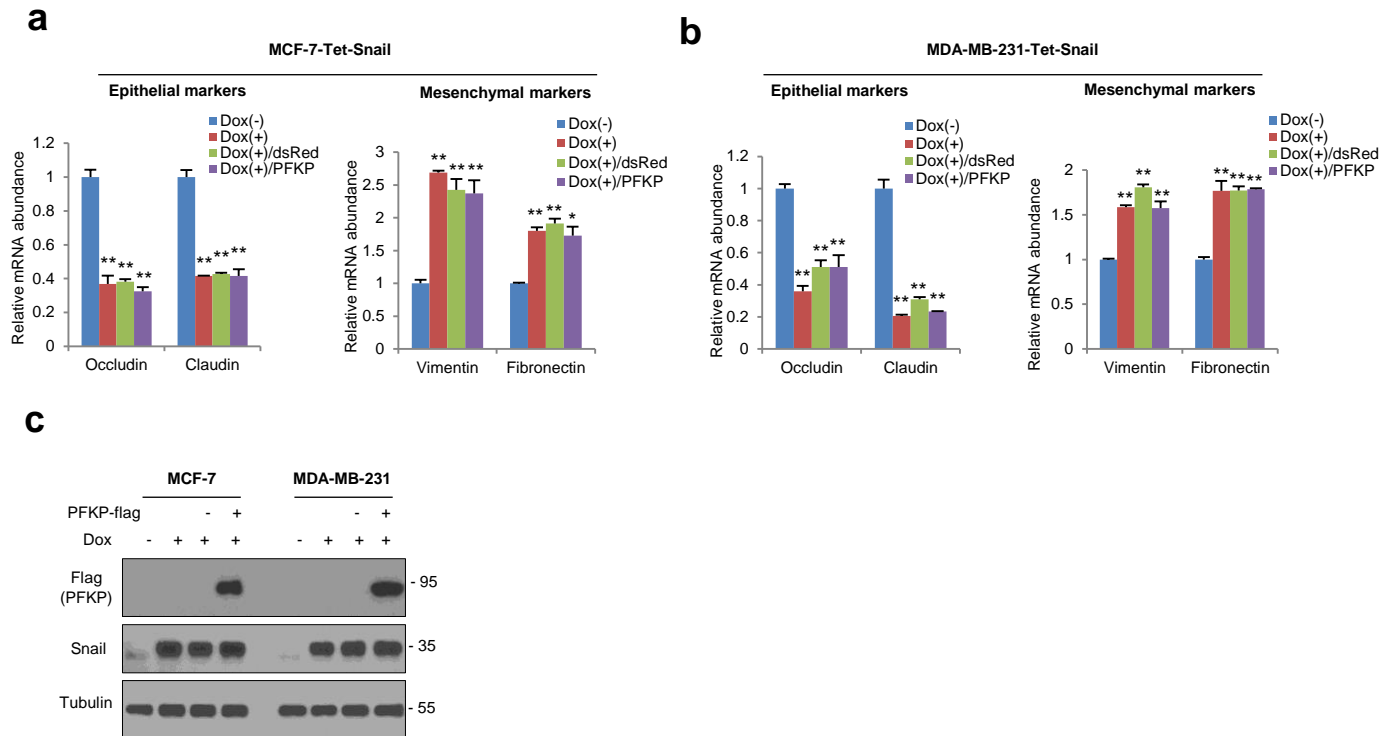 a
MCF-7-Tet-Snail
Epithelial markers
Dox(-)
Dox(+)
Dox(+)/dsRed
Dox(+)/PFKP
Relative mRNA abundance
1.2
1
0.8
0.6
0.4
0.2
0
** ** **
** ** **
Occludin Claudin
Mesenchymal markers
Dox(-)
Dox(+)
Dox(+)/dsRed
Dox(+)/PFKP
Relative mRNA abundance
3
2.5
2
1.5
1
0.5
0
** ** **
** ** *
Vimentin Fibronectin
b
MDA-MB-231-Tet-Snail
Epithelial markers
Dox(-)
Dox(+)
Dox(+)/dsRed
Dox(+)/PFKP
Relative mRNA abundance
1.2
1
0.8
0.6
0.4
0.2
0
** ** **
** ** **
Occludin Claudin
Mesenchymal markers
Dox(-)
Dox(+)
Dox(+)/dsRed
Dox(+)/PFKP
Relative mRNA abundance
2
1.5
1
0.5
0
** ** **
** ** **
Vimentin Fibronectin
c
MCF-7 MDA-MB-231
PFKP-flag - + - +
Dox - + + + - + + +
Flag
(PFKP)
- 95
Snail - 35
Tubulin - 55